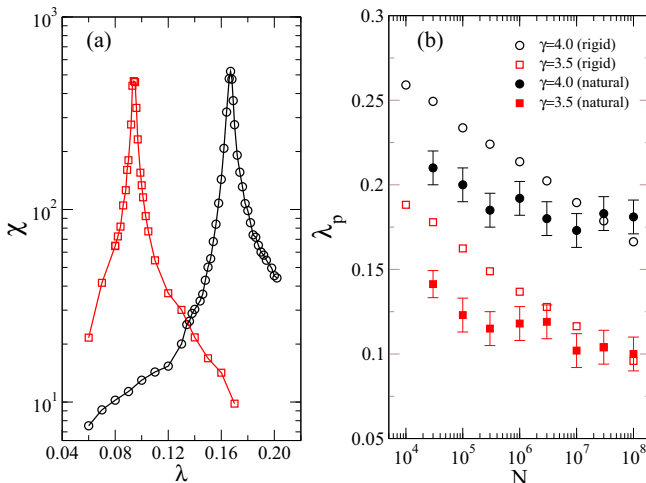 (a)
χ
10³
10²
10¹
0.04 0.08 0.12 0.16 0.20
λ
(b)
γ=4.0 (rigid)
γ=3.5 (rigid)
γ=4.0 (natural)
γ=3.5 (natural)
λp
0.3
0.25
0.2
0.15
0.1
0.05
10⁴ 10⁵ 10⁶ 10⁷ 10⁸
N